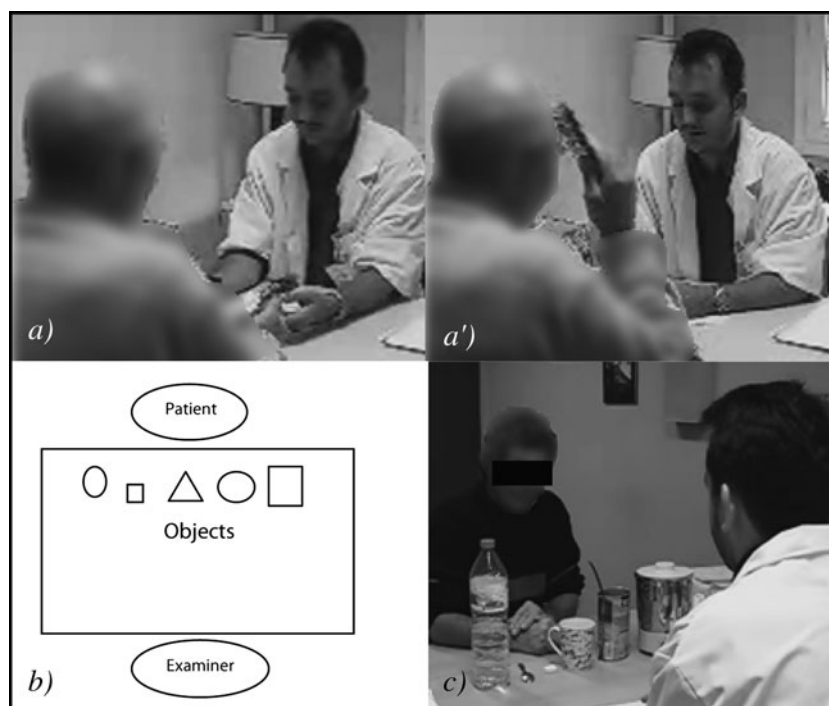 a)
a')
Patient
Objects
Examiner
b)
c)